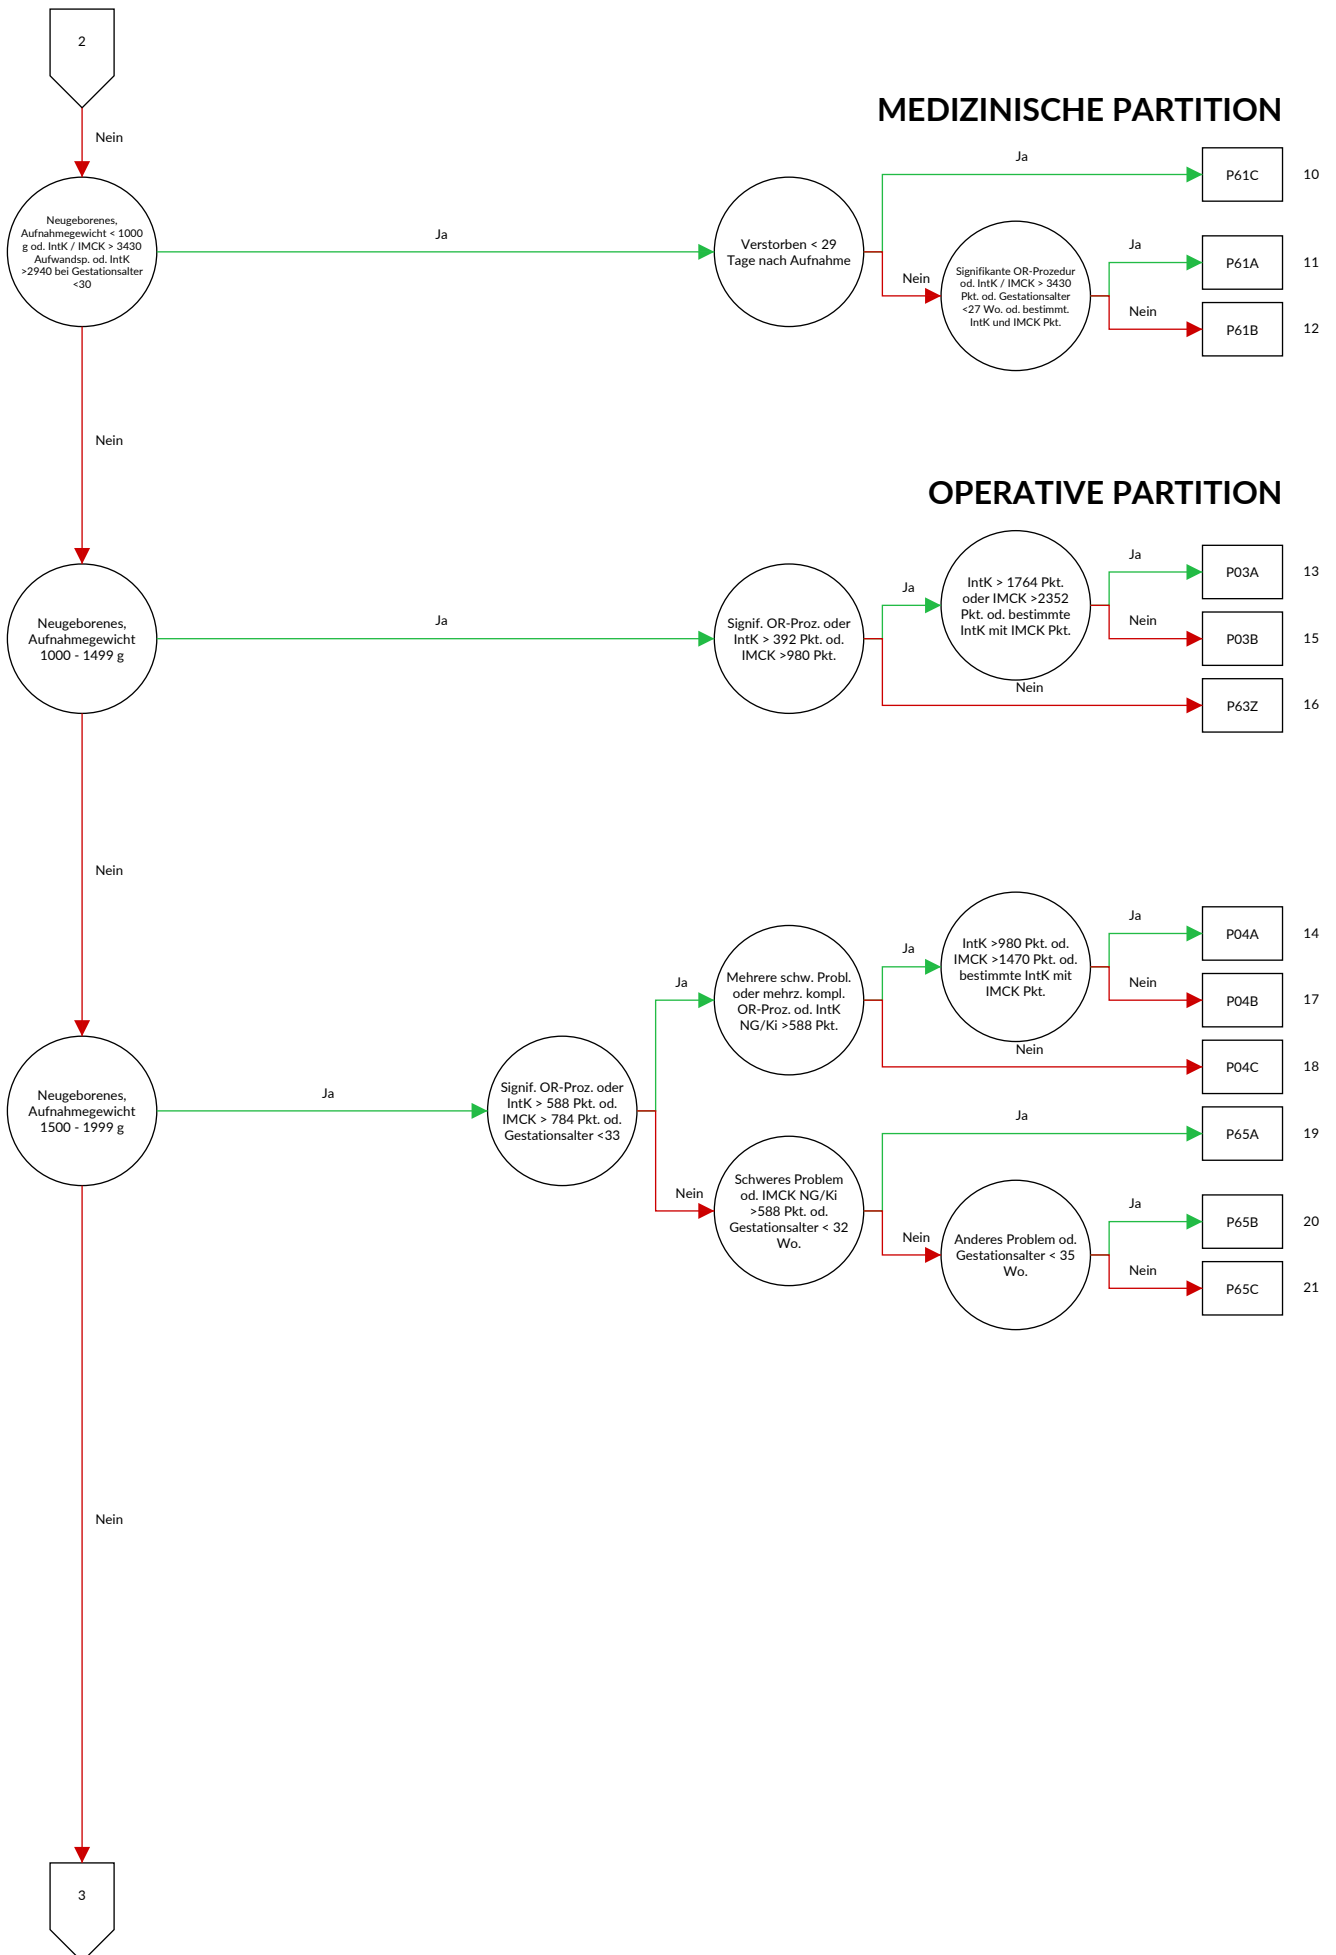 2
Nein
MEDIZINISCHE PARTITION
Neugeborenes,
Aufnahmegewicht < 1000
g od. IntK / IMCK > 3430
Aufwandsp. od. IntK
>2940 bei Gestationsalter
<30
Ja
Verstorben < 29
Tage nach Aufnahme
Ja
P61C
10
Nein
Signifikante OR-Prozedur
od. IntK / IMCK > 3430
Pkt. od. Gestationsalter
<27 Wo. od. bestimmt.
IntK und IMCK Pkt.
Ja
P61A
11
Nein
P61B
12
Nein
OPERATIVE PARTITION
Neugeborenes,
Aufnahmegewicht
1000 - 1499 g
Ja
Signif. OR-Proz. oder
IntK > 392 Pkt. od.
IMCK >980 Pkt.
Ja
IntK > 1764 Pkt.
oder IMCK >2352
Pkt. od. bestimmte
IntK mit IMCK Pkt.
Ja
P03A
13
Nein
P03B
15
Nein
P63Z
16
Nein
Neugeborenes,
Aufnahmegewicht
1500 - 1999 g
Ja
Signif. OR-Proz. oder
IntK > 588 Pkt. od.
IMCK > 784 Pkt. od.
Gestationsalter <33
Ja
Mehrere schw. Probl.
oder mehrz. kompl.
OR-Proz. od. IntK
NG/Ki >588 Pkt.
Ja
IntK >980 Pkt. od.
IMCK >1470 Pkt. od.
bestimmte IntK mit
IMCK Pkt.
Ja
P04A
14
Nein
P04B
17
Nein
P04C
18
Nein
Schweres Problem
od. IMCK NG/Ki
>588 Pkt. od.
Gestationsalter < 32
Wo.
Ja
P65A
19
Nein
Anderes Problem od.
Gestationsalter < 35
Wo.
Ja
P65B
20
Nein
P65C
21
Nein
3